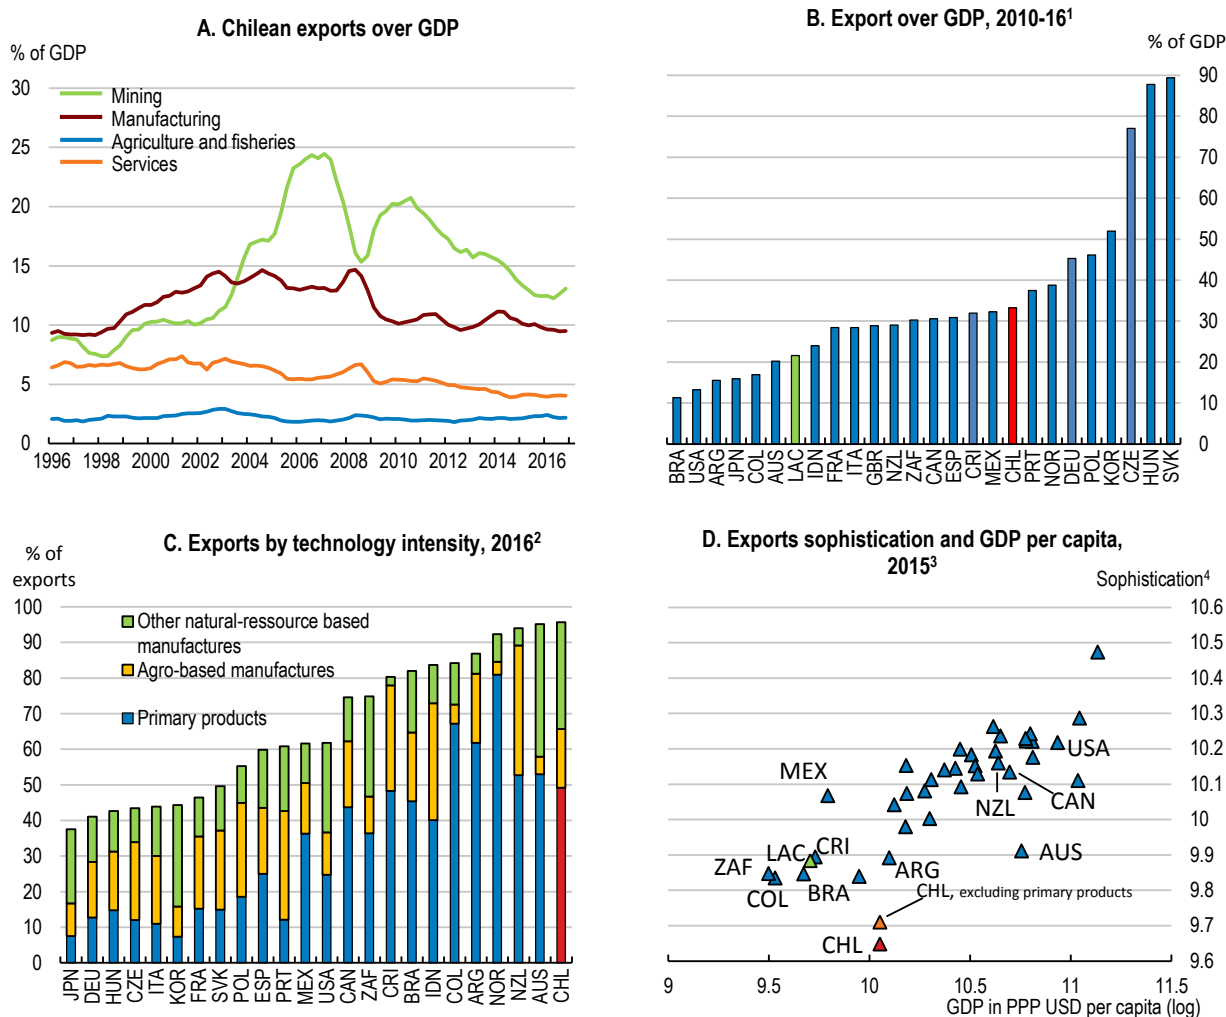 A. Chilean exports over GDP
% of GDP
30
25
20
15
10
5
0
Mining
Manufacturing
Agriculture and fisheries
Services
1996 1998 2000 2002 2004 2006 2008 2010 2012 2014 2016
B. Export over GDP, 2010-16¹
% of GDP
90
80
70
60
50
40
30
20
10
0
BRA USA ARG JPN COL AUS LAC IDN FRA ITA GBR NZL ZAF CAN ESP CRI MEX CHL PRT NOR DEU POL KOR CZE HUN SVK
C. Exports by technology intensity, 2016²
% of
exports
100
90
80
70
60
50
40
30
20
10
0
Other natural-ressource based
manufactures
Agro-based manufactures
Primary products
JPN DEU HUN CZE ITA KOR FRA SVK POL ESP PRT MEX USA CAN ZAF CRI BRA IDN COL ARG NOR NZL AUS CHL
D. Exports sophistication and GDP per capita,
2015³
Sophistication⁴
10.6
10.5
10.4
10.3
10.2
10.1
10
9.9
9.8
9.7
9.6
USA
MEX
NZL
CAN
AUS
LAC
CRI
ZAF
COL
BRA
ARG
CHL, excluding primary products
CHL
9 9.5 10 10.5 11 11.5
GDP in PPP USD per capita (log)